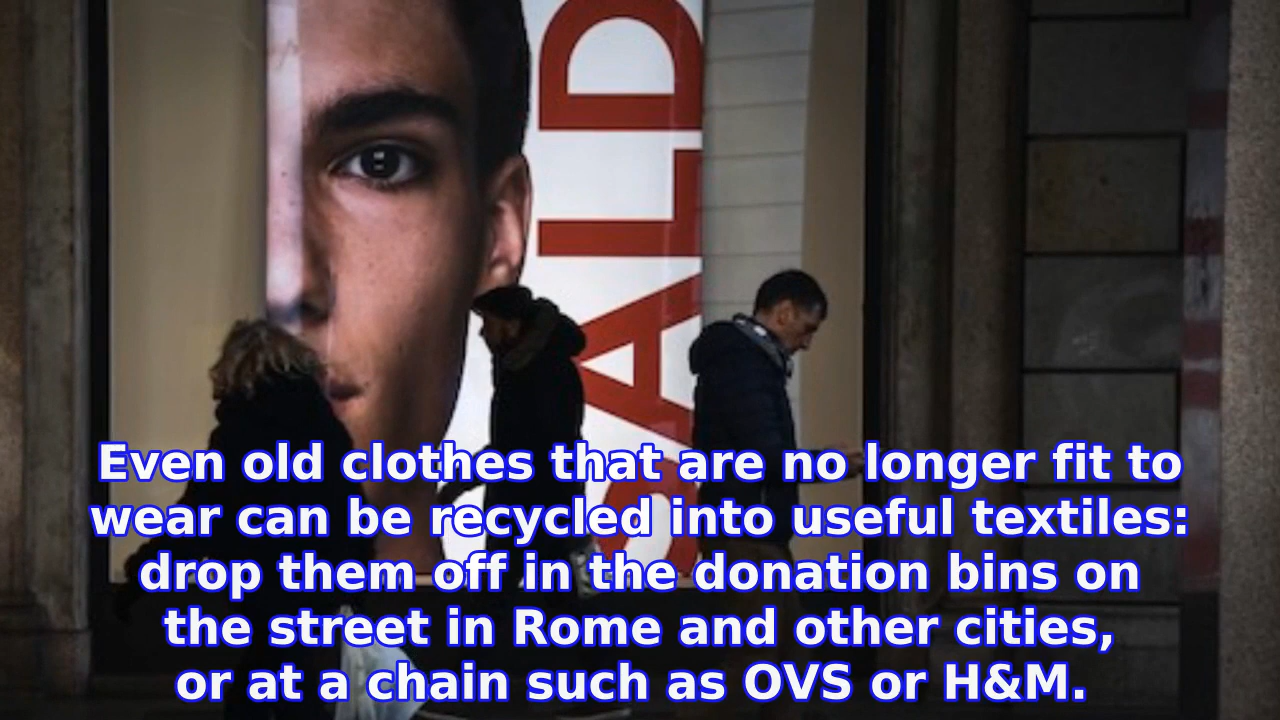 SALD
Even old clothes that are no longer fit to
wear can be recycled into useful textiles:
drop them off in the donation bins on
the street in Rome and other cities,
or at a chain such as OVS or H&M.